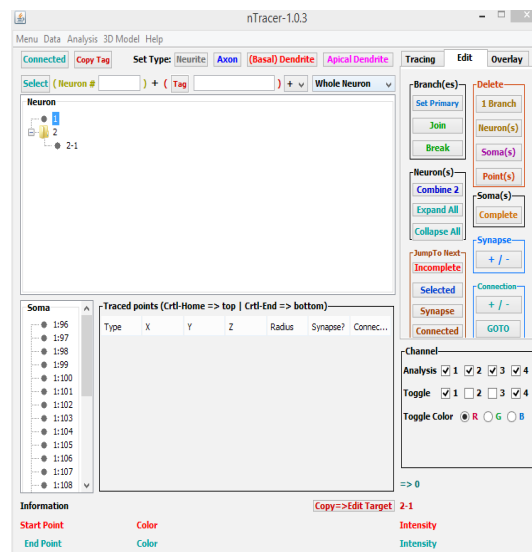 nTracer-1.0.3
Menu Data Analysis 3D Model Help
Connected Copy Tag Set Type: Neurite Axon (Basal) Dendrite Apical Dendrite
Select ( Neuron # ) + ( Tag ) + Whole Neuron
Neuron
1
2
2-1
Tracing Edit Overlay
Branch(es)
Set Primary
Join
Break
Delete
1 Branch
Neuron(s)
Soma(s)
Point(s)
Neuron(s)
Combine 2
Expand All
Collapse All
Soma(s)
Complete
Synapse
+ / -
JumpTo Next
Incomplete
Selected
Synapse
Connected
Connection
+ / -
GOTO
Soma
1:96
1:97
1:98
1:99
1:100
1:101
1:102
1:103
1:104
1:105
1:106
1:107
1:108
Traced points (Crtl-Home => top | Crtl-End => bottom)
Type X Y Z Radius Synapse? Connec...
Channel
Analysis 1 2 3 4
Toggle 1 2 3 4
Toggle Color R G B
=> 0
Information Copy=>Edit Target 2-1
Start Point Color Intensity
End Point Color Intensity